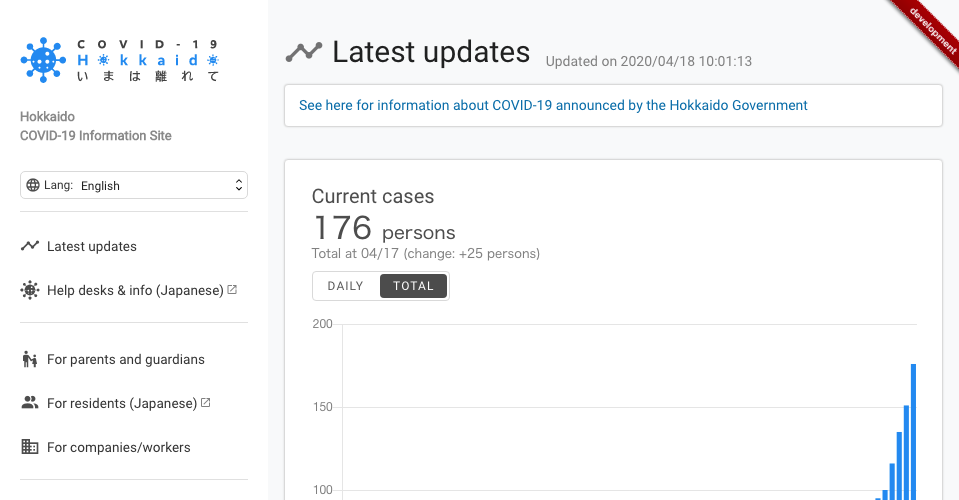 COVID-19
Hokkaido
いまは離れて
Hokkaido
COVID-19 Information Site
Lang: English
Latest updates
Help desks & info (Japanese)
For parents and guardians
For residents (Japanese)
For companies/workers
development
Latest updates Updated on 2020/04/18 10:01:13
See here for information about COVID-19 announced by the Hokkaido Government
Current cases
176 persons
Total at 04/17 (change: +25 persons)
DAILY TOTAL
200
150
100